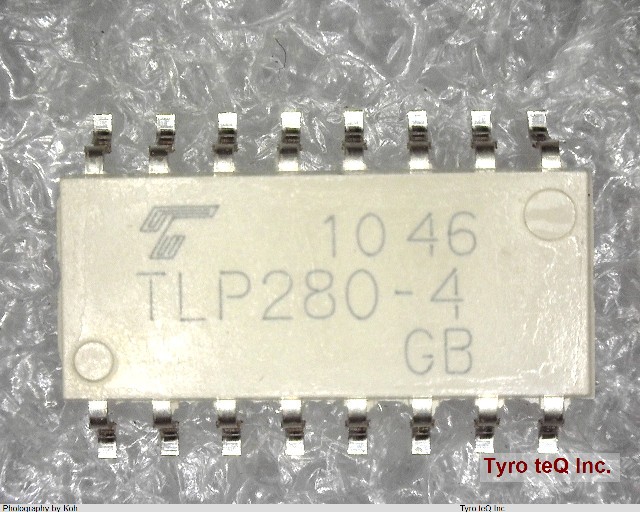 10 46
TLP280-4
GB
Tyro teQ Inc.
Photography by Koh
Tyro teQ Inc